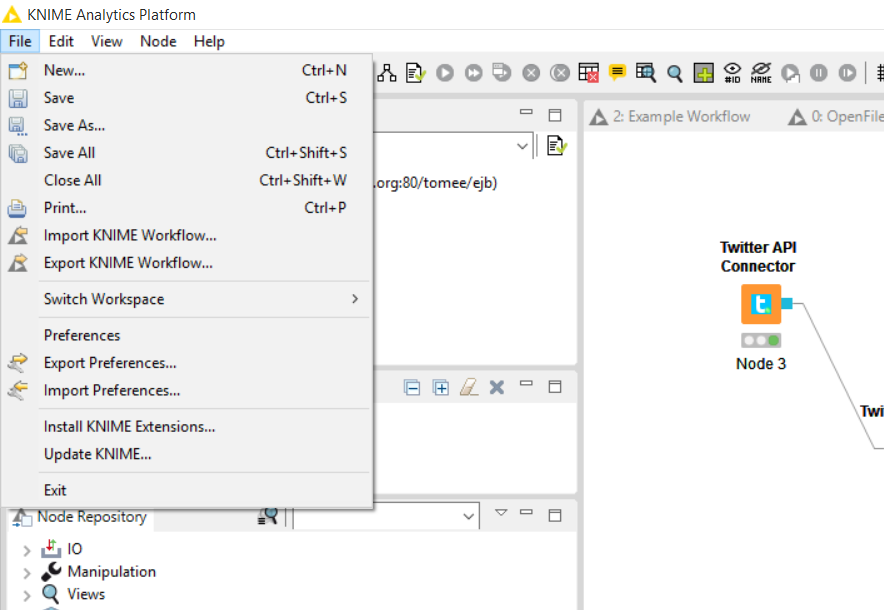 KNIME Analytics Platform
File Edit View Node Help
New... Ctrl+N
Save Ctrl+S
Save As...
Save All Ctrl+Shift+S
Close All Ctrl+Shift+W
Print... Ctrl+P
Import KNIME Workflow...
Export KNIME Workflow...
Switch Workspace
Preferences
Export Preferences...
Import Preferences...
Install KNIME Extensions...
Update KNIME...
Exit
#ID NAME
.org:80/tomee/ejb)
Node Repository
IO
Manipulation
Views
2: Example Workflow 0: OpenFile
Twitter API
Connector
t
Node 3
Twi